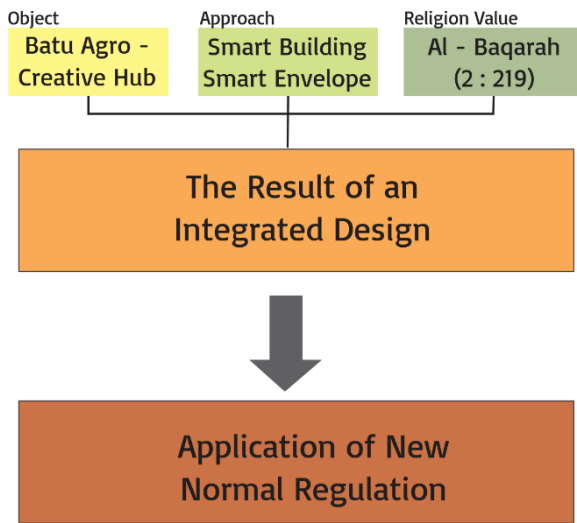 Object
Approach
Religion Value
Batu Agro -
Creative Hub
Smart Building
Smart Envelope
Al - Baqarah
(2 : 219)
The Result of an
Integrated Design
Application of New
Normal Regulation